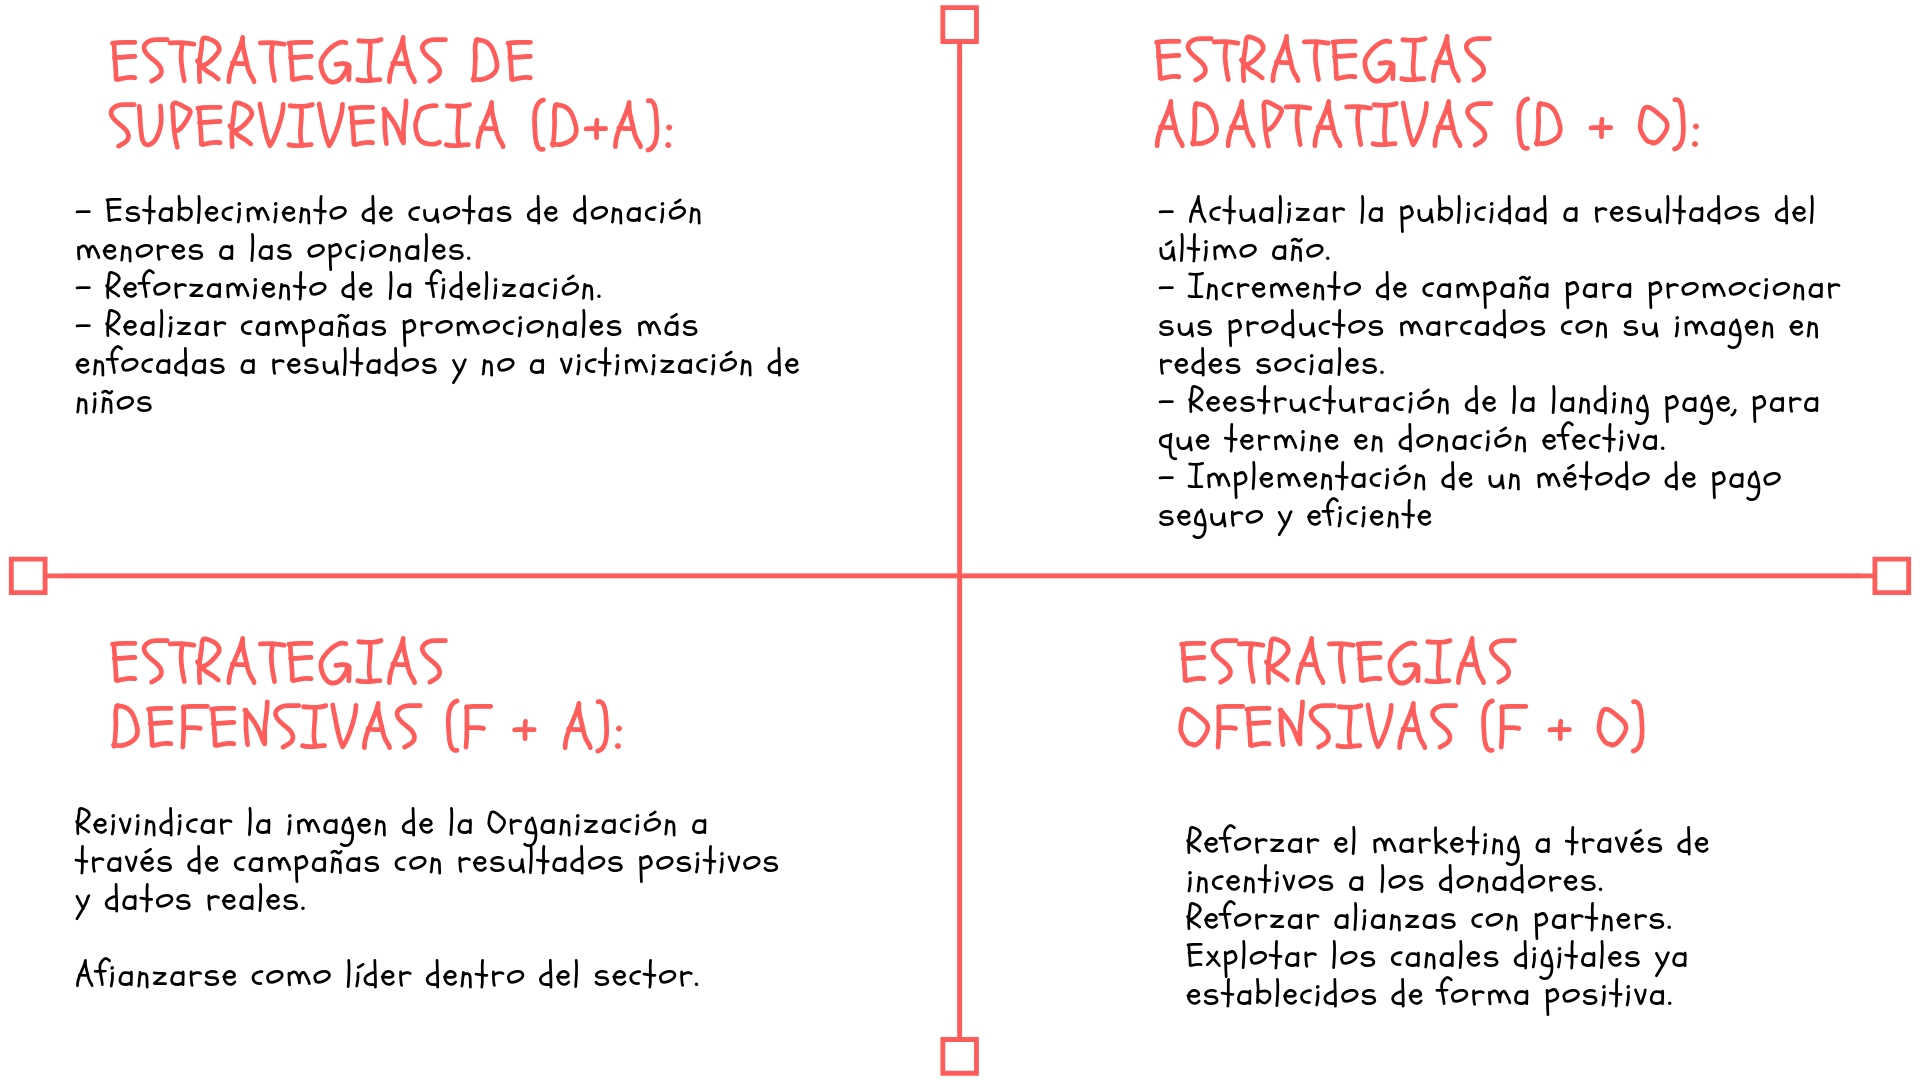 ESTRATEGIAS DE
SUPERVIVENCIA (D+A):
- Establecimiento de cuotas de donación
menores a las opcionales.
- Reforzamiento de la fidelización.
- Realizar campañas promocionales más
enfocadas a resultados y no a victimización de
niños
ESTRATEGIAS
ADAPTATIVAS (D + O):
- Actualizar la publicidad a resultados del
último año.
- Incremento de campaña para promocionar
sus productos marcados con su imagen en
redes sociales.
- Reestructuración de la landing page, para
que termine en donación efectiva.
- Implementación de un método de pago
seguro y eficiente
ESTRATEGIAS
DEFENSIVAS (F + A):
Reivindicar la imagen de la Organización a
través de campañas con resultados positivos
y datos reales.
Afianzarse como líder dentro del sector.
ESTRATEGIAS
OFENSIVAS (F + O)
Reforzar el marketing a través de
incentivos a los donadores.
Reforzar alianzas con partners.
Explotar los canales digitales ya
establecidos de forma positiva.